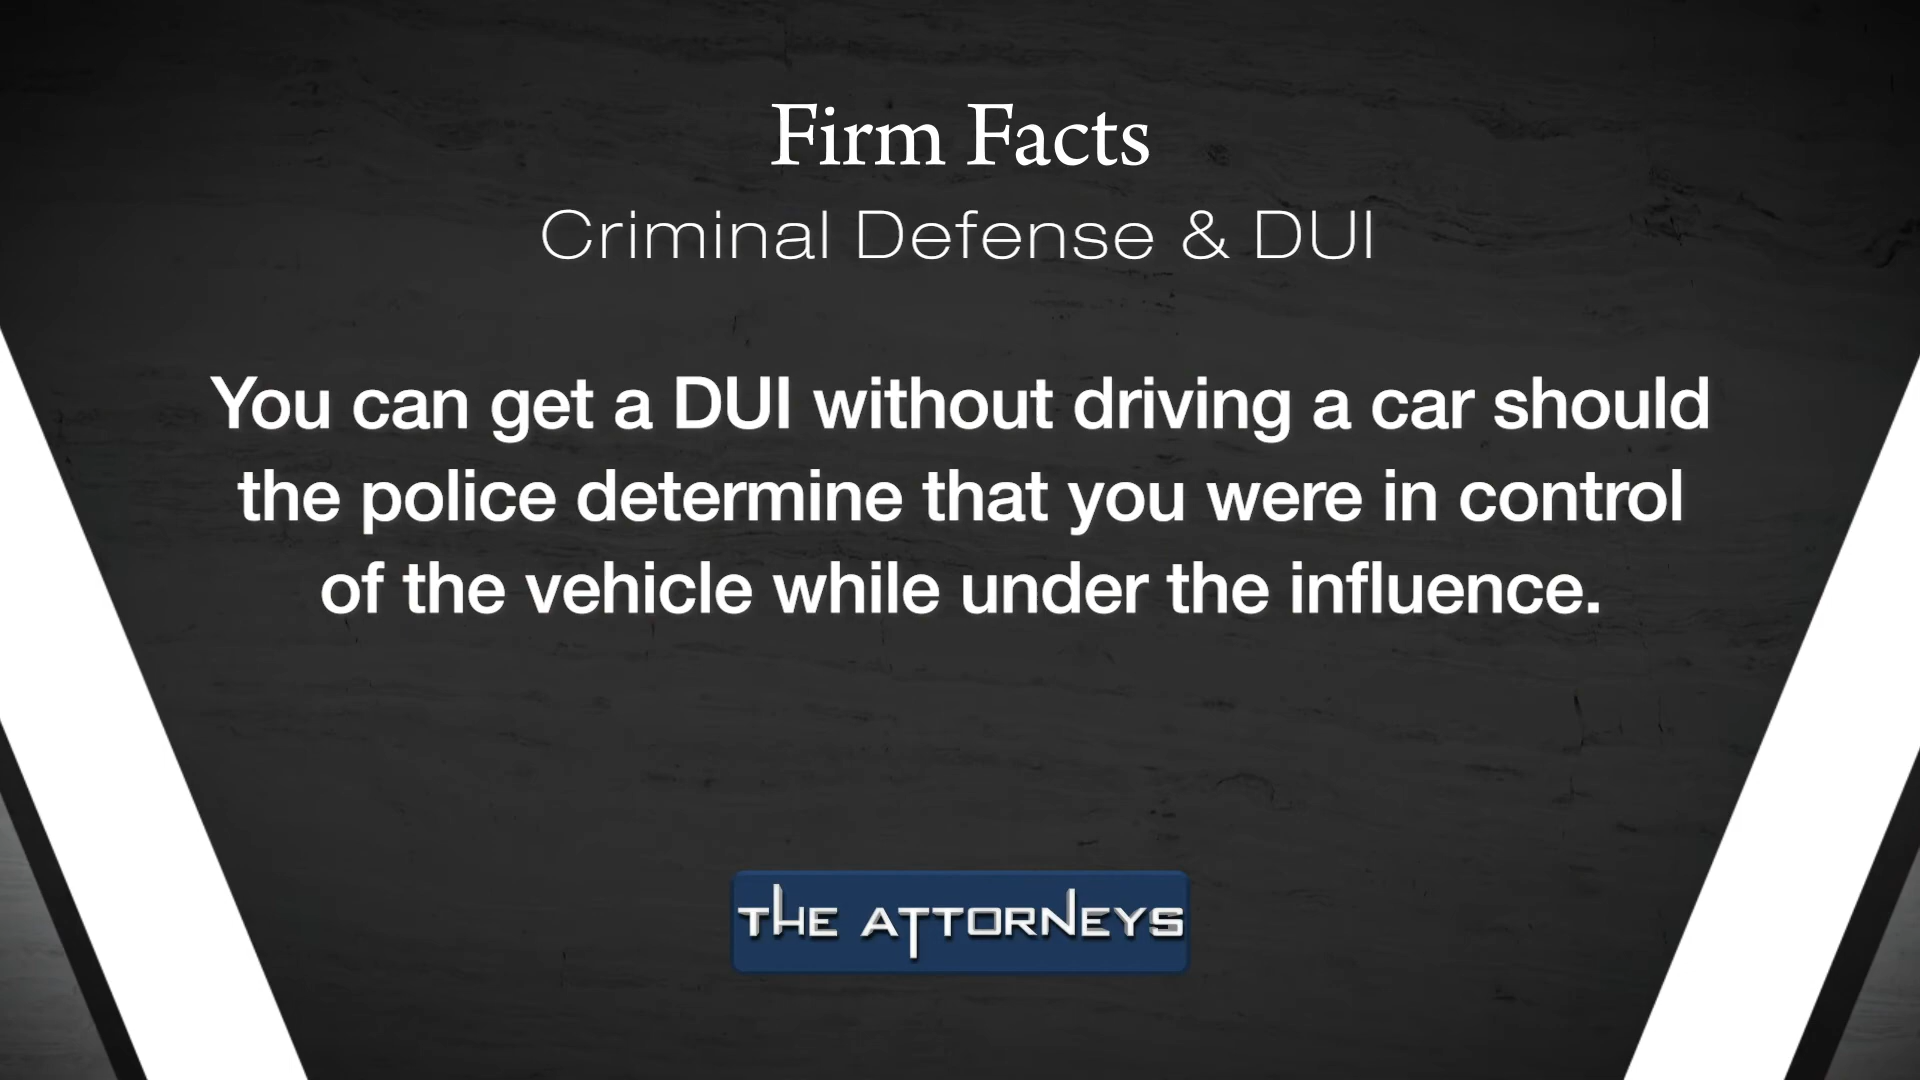 Firm Facts
Criminal Defense & DUI
You can get a DUI without driving a car should
the police determine that you were in control
of the vehicle while under the influence.
THE ATTORNEYS